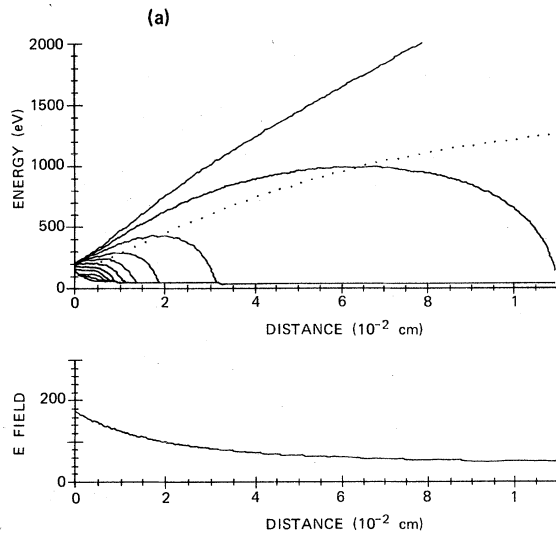 (a)
2000
1500
1000
500
0
ENERGY (eV)
0 2 4 6 8 1
DISTANCE (10⁻² cm)
200
0
E FIELD
0 2 4 6 8 1
DISTANCE (10⁻² cm)